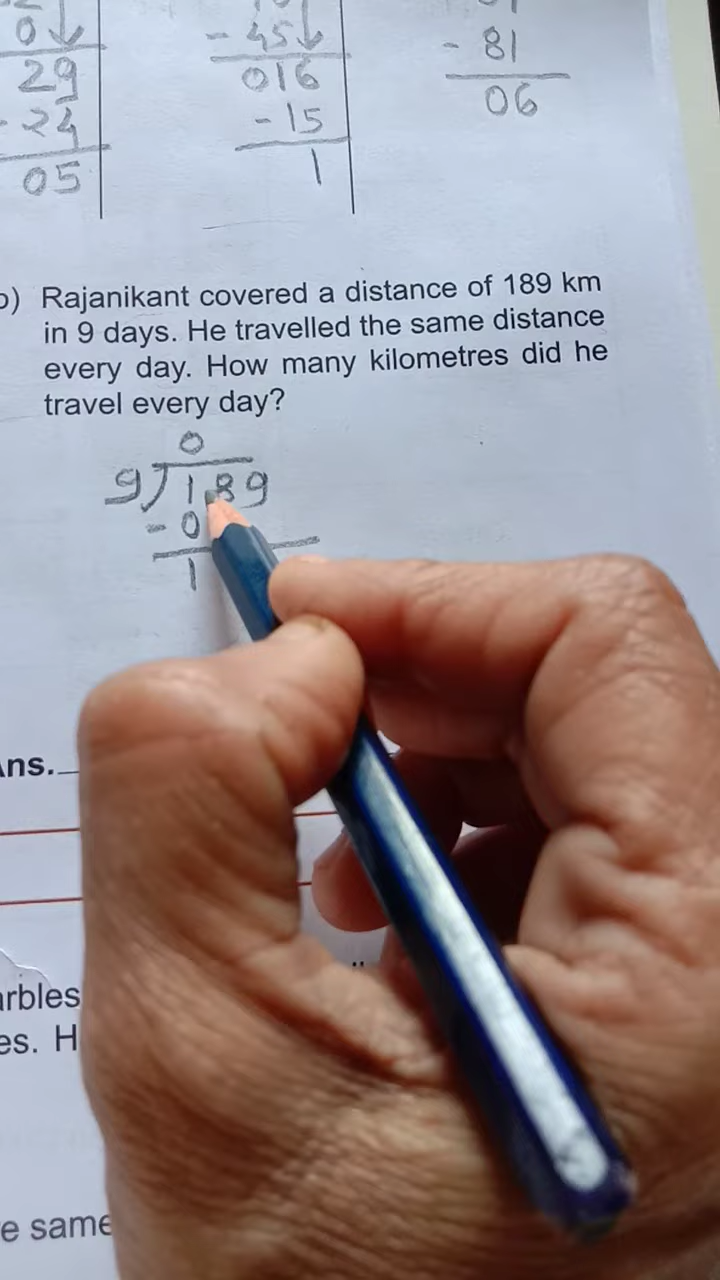 0↓ - 45↓
29 016 - 81
- 24 - 15 06
05 1
b) Rajanikant covered a distance of 189 km
in 9 days. He travelled the same distance
every day. How many kilometres did he
travel every day?
0
9)189
- 0
1
Ans.
arbles
es. H
e same